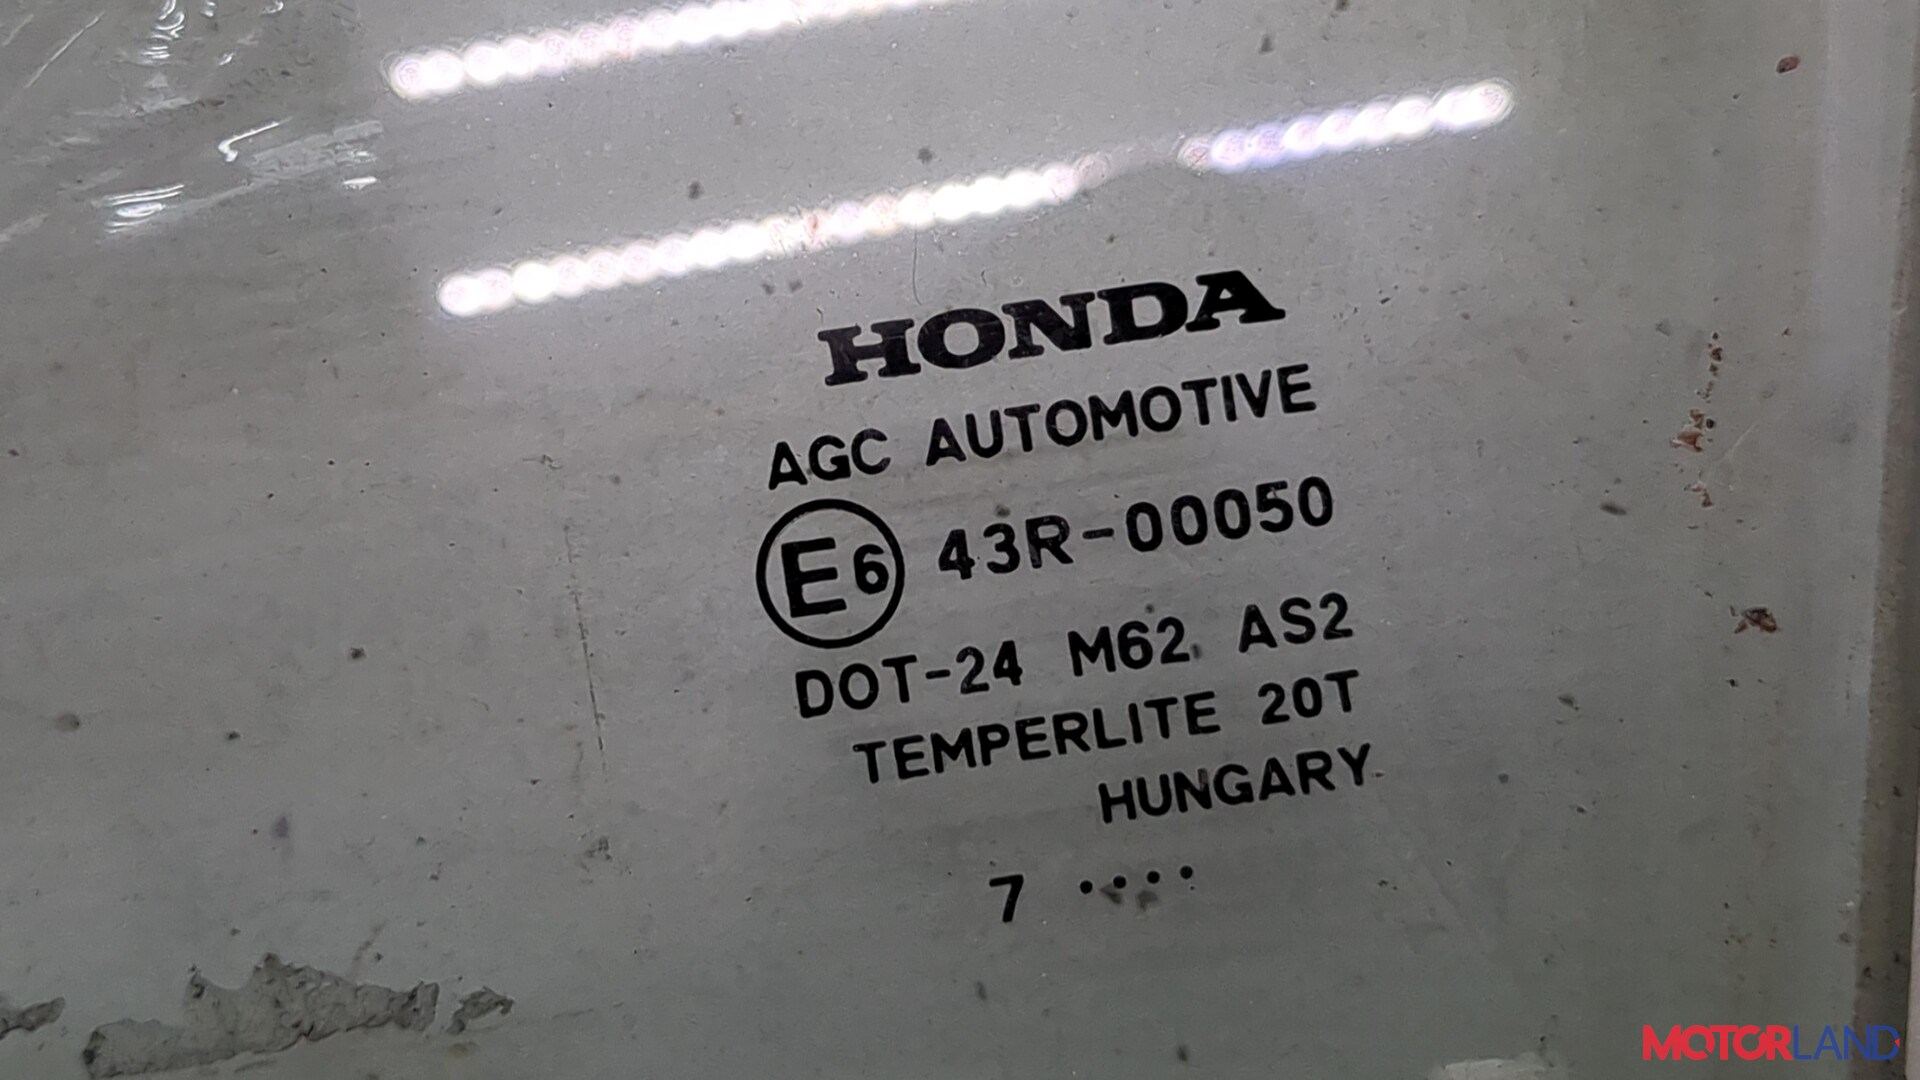 HONDA
AGC AUTOMOTIVE
E6 43R-00050
DOT-24 M62 AS2
TEMPERLITE 20T
HUNGARY
7 ....
MOTORLAND